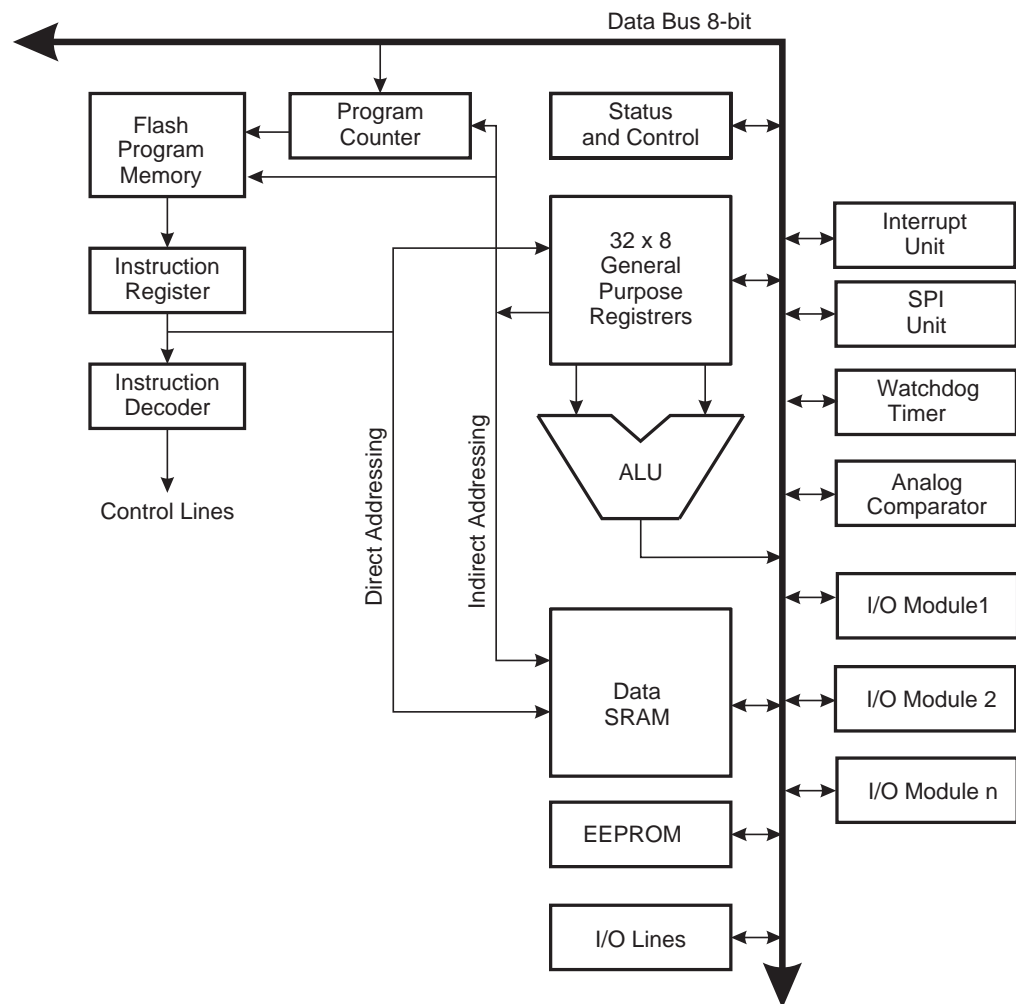 Data Bus 8-bit
Flash
Program
Memory
Program
Counter
Status
and Control
32 x 8
General
Purpose
Registrers
Interrupt
Unit
Instruction
Register
SPI
Unit
Instruction
Decoder
Watchdog
Timer
Control Lines
Direct Addressing
Indirect Addressing
ALU
Analog
Comparator
I/O Module1
Data
SRAM
I/O Module 2
I/O Module n
EEPROM
I/O Lines